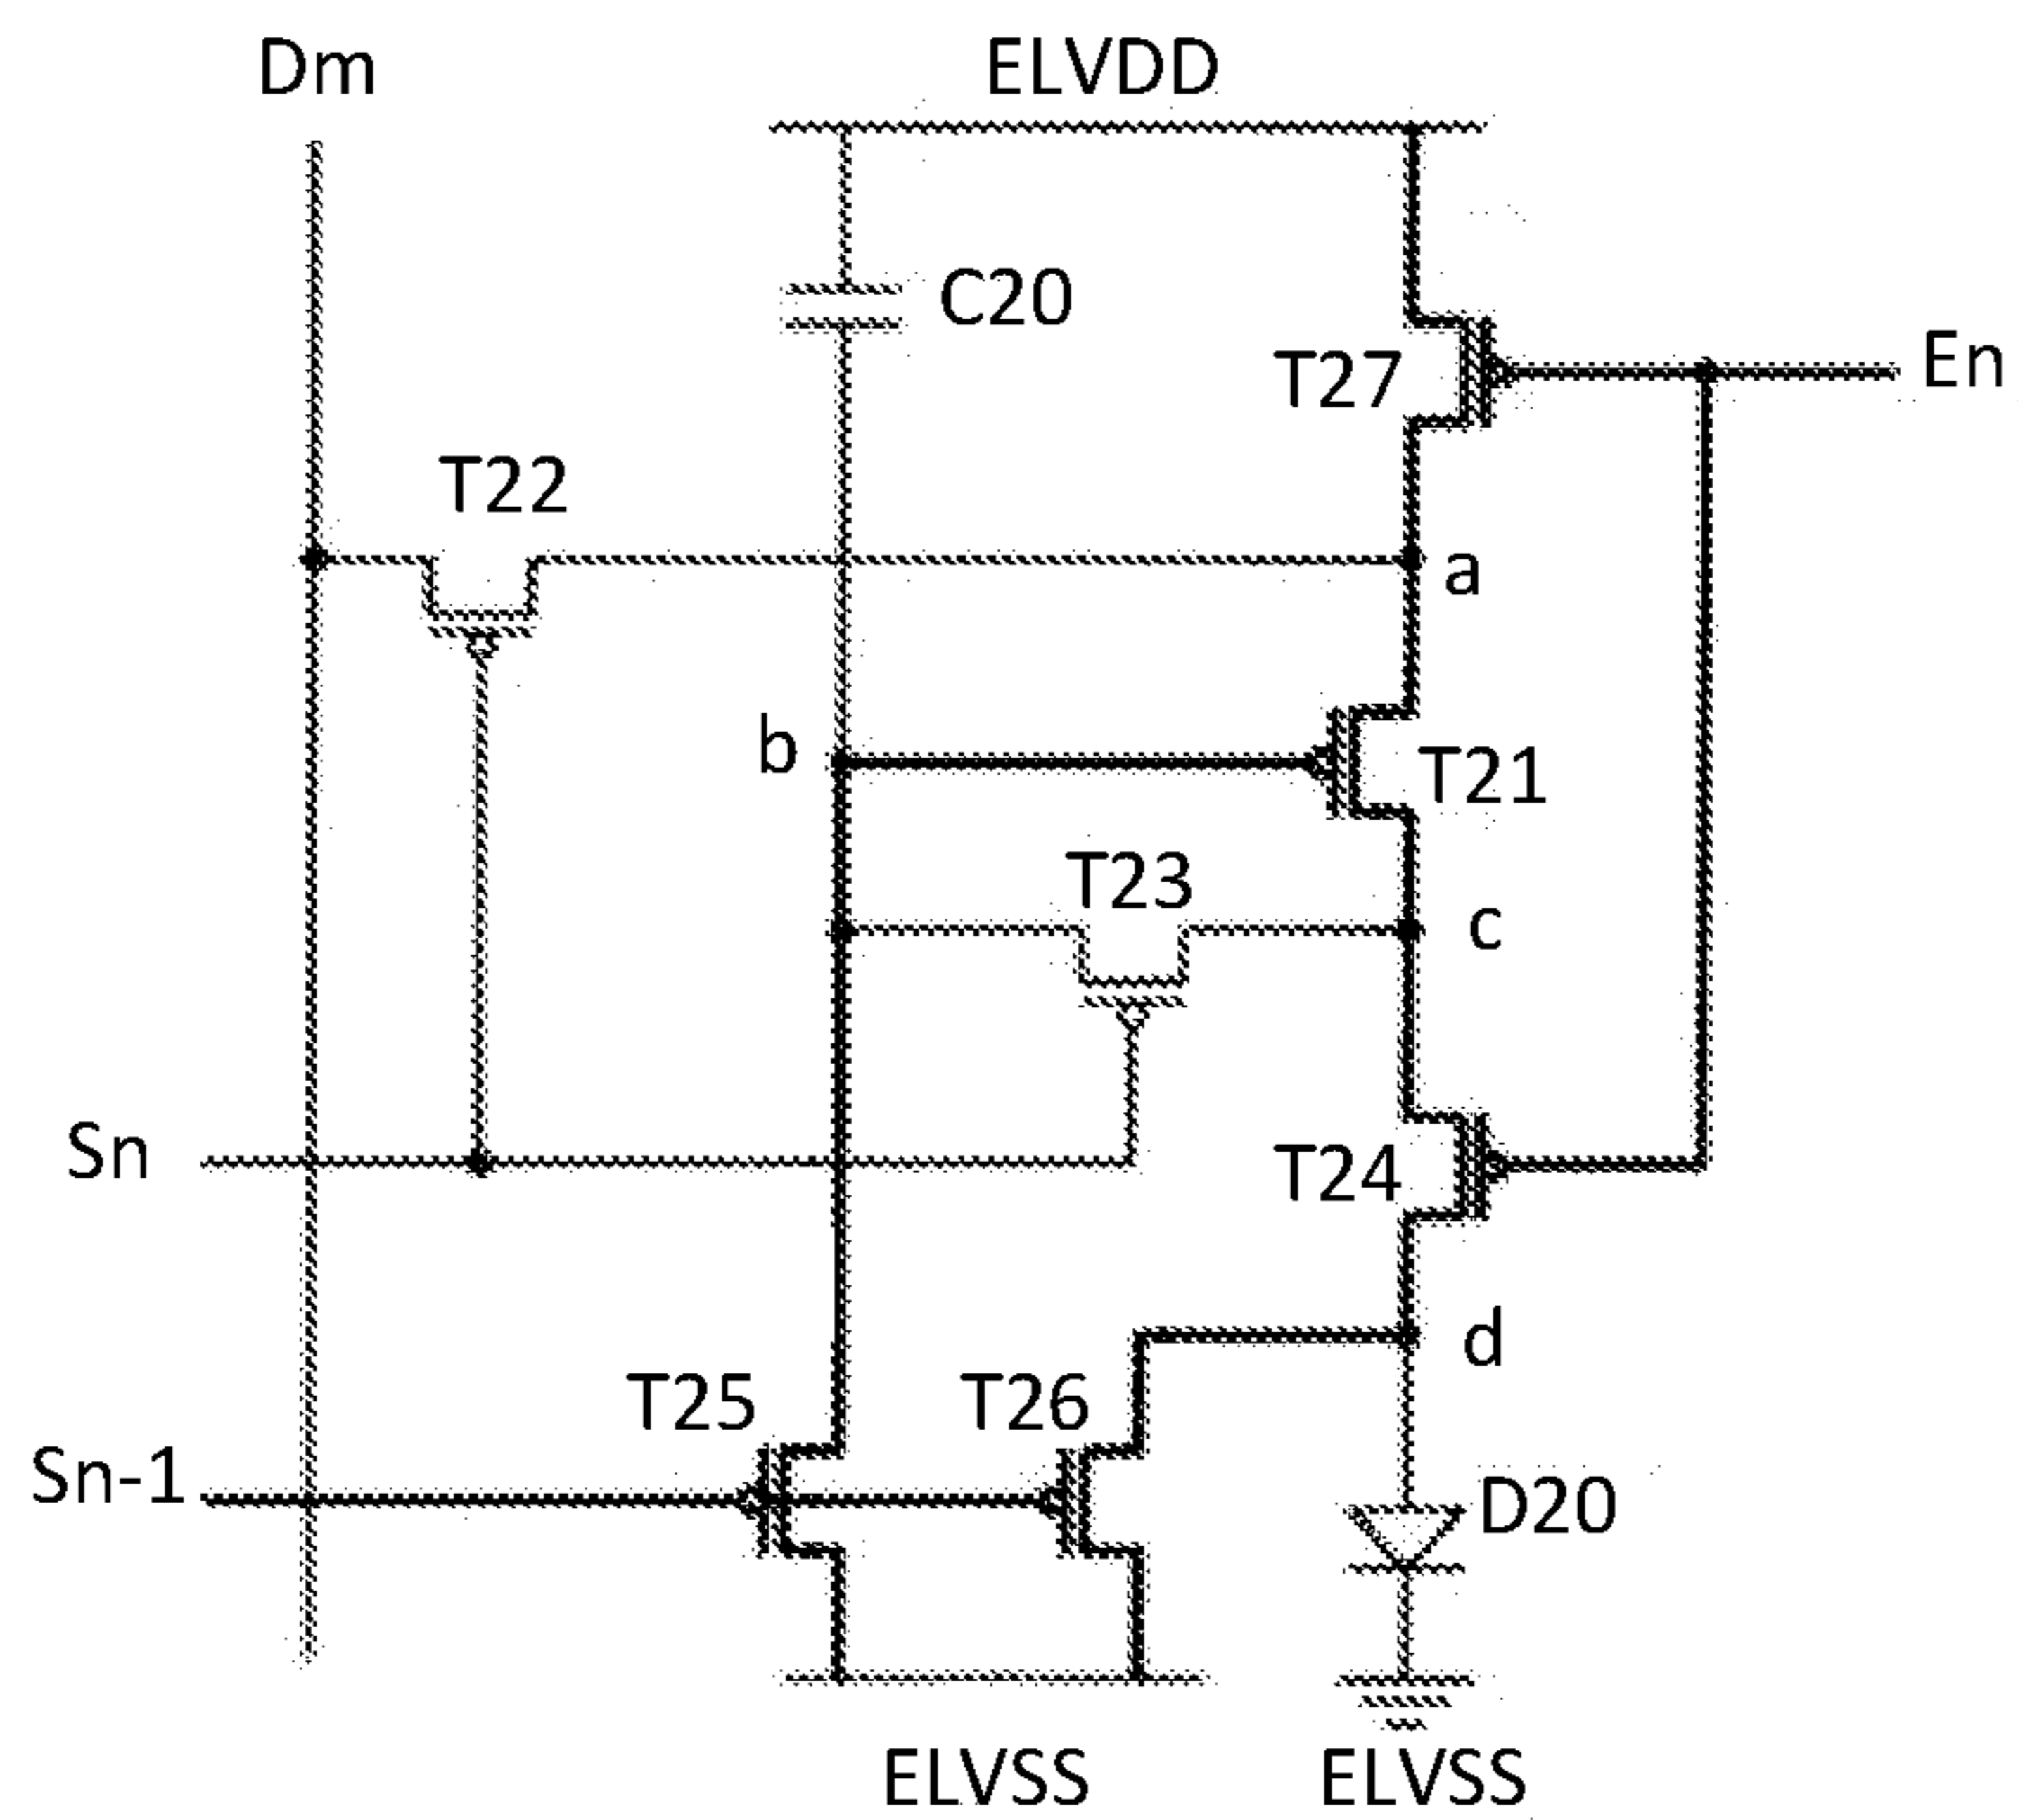 Dm
ELVDD
C20
T27
En
T22
a
b
T21
T23
c
Sn
T24
d
T25
T26
Sn-1
D20
ELVSS
ELVSS